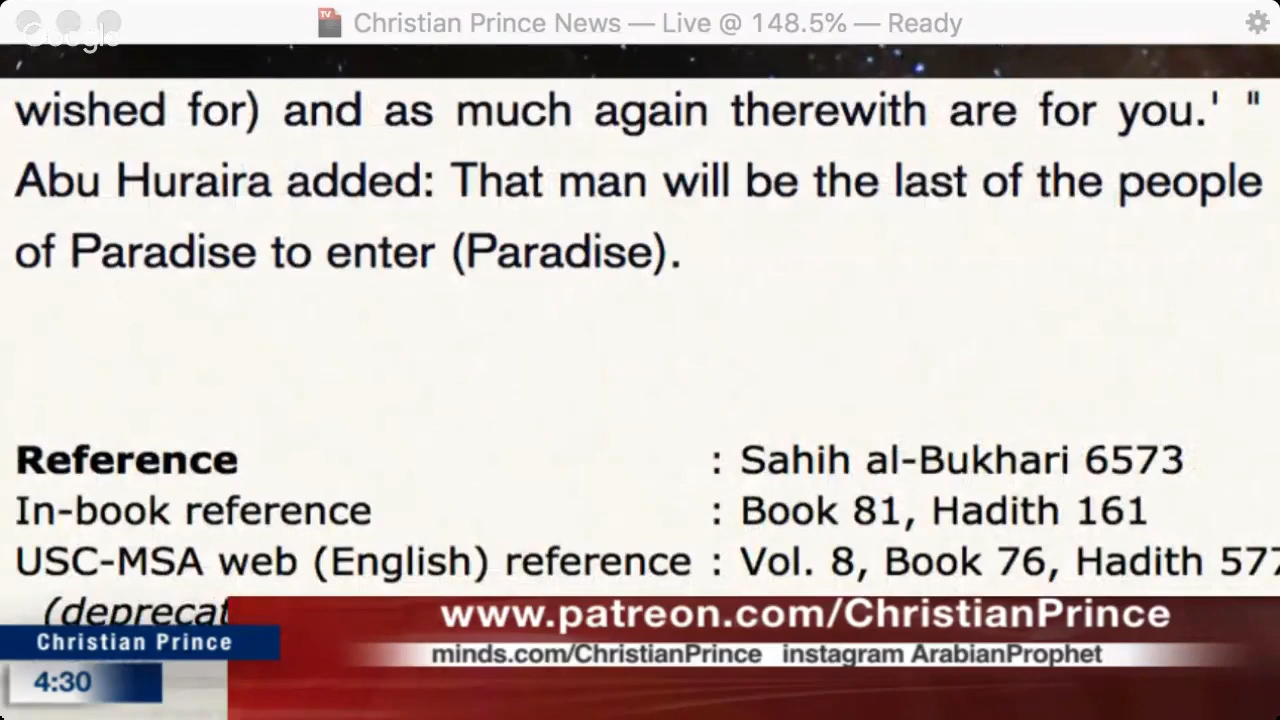 Christian Prince News — Live @ 148.5% — Ready
Google
wished for) and as much again therewith are for you.' "
Abu Huraira added: That man will be the last of the people
of Paradise to enter (Paradise).
Reference : Sahih al-Bukhari 6573
In-book reference : Book 81, Hadith 161
USC-MSA web (English) reference : Vol. 8, Book 76, Hadith 577
(deprecat
www.patreon.com/ChristianPrince
Christian Prince
minds.com/ChristianPrince instagram ArabianProphet
4:30